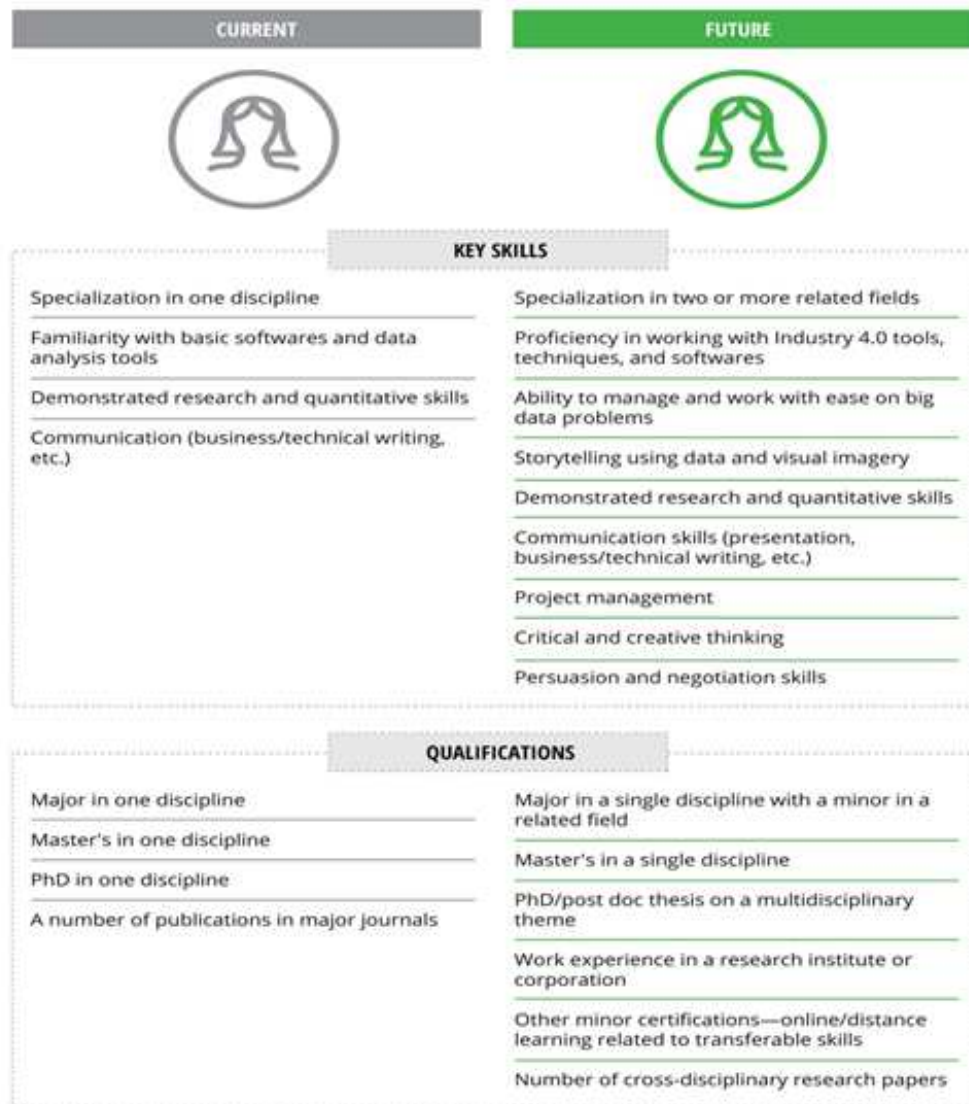 CURRENT
FUTURE
KEY SKILLS
Specialization in one discipline
Familiarity with basic softwares and data
analysis tools
Demonstrated research and quantitative skills
Communication (business/technical writing,
etc.)
Specialization in two or more related fields
Proficiency in working with Industry 4.0 tools,
techniques, and softwares
Ability to manage and work with ease on big
data problems
Storytelling using data and visual imagery
Demonstrated research and quantitative skills
Communication skills (presentation,
business/technical writing, etc.)
Project management
Critical and creative thinking
Persuasion and negotiation skills
QUALIFICATIONS
Major in one discipline
Master's in one discipline
PhD in one discipline
A number of publications in major journals
Major in a single discipline with a minor in a
related field
Master's in a single discipline
PhD/post doc thesis on a multidisciplinary
theme
Work experience in a research institute or
corporation
Other minor certifications—online/distance
learning related to transferable skills
Number of cross-disciplinary research papers